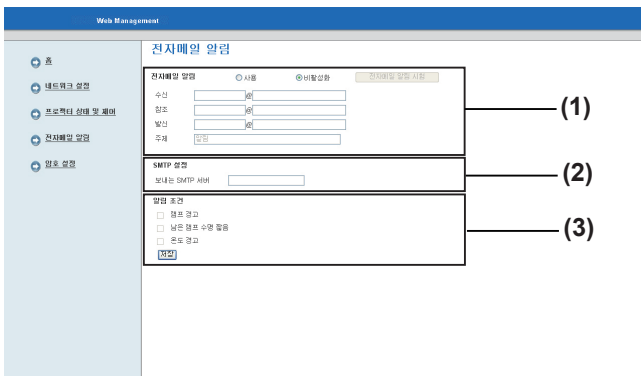 Web Management
전자메일 알림
홈
네트워크 설정
프로젝터 상태 및 제어
전자메일 알림
암호 설정
전자메일 알림 사용 비활성화 전자메일 알림 시험
수신 @
참조 @
발신 @
주제 알림
(1)
SMTP 설정
보내는 SMTP 서버
(2)
알림 조건
램프 경고
남은 램프 수명 짧음
온도 경고
저장
(3)